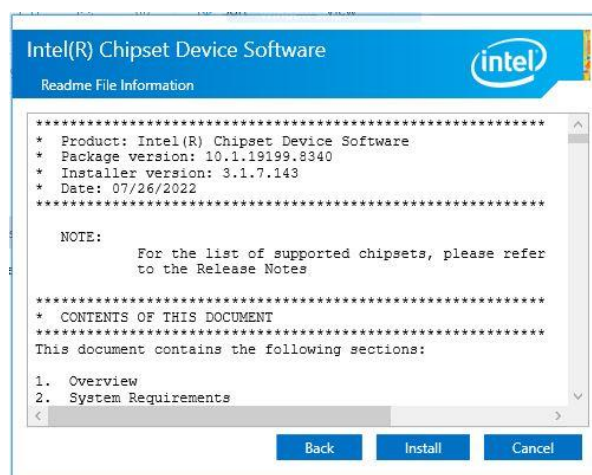 Intel(R) Chipset Device Software
intel
Readme File Information
************************************************************
*  Product: Intel(R) Chipset Device Software
*  Package version: 10.1.19199.8340
*  Installer version: 3.1.7.143
*  Date: 07/26/2022
************************************************************
NOTE:
For the list of supported chipsets, please refer
to the Release Notes
************************************************************
*  CONTENTS OF THIS DOCUMENT
************************************************************
This document contains the following sections:
1.  Overview
2.  System Requirements
Back
Install
Cancel